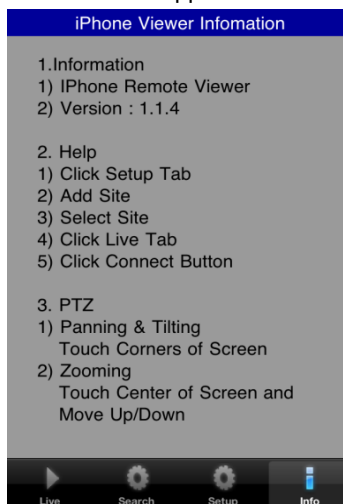 iPhone Viewer Infomation
1.Information
1) IPhone Remote Viewer
2) Version : 1.1.4
2. Help
1) Click Setup Tab
2) Add Site
3) Select Site
4) Click Live Tab
5) Click Connect Button
3. PTZ
1) Panning & Tilting
Touch Corners of Screen
2) Zooming
Touch Center of Screen and
Move Up/Down
Live Search Setup Info